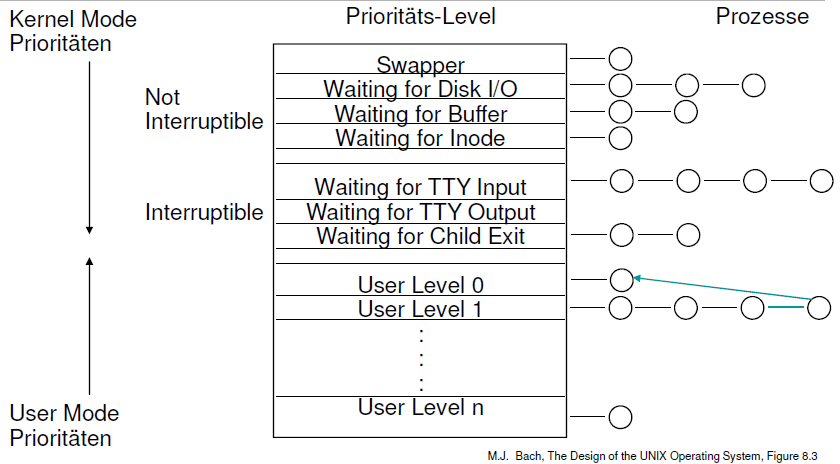 Kernel Mode
Prioritäten
Prioritäts-Level
Prozesse
Not
Interruptible
Interruptible
Swapper
Waiting for Disk I/O
Waiting for Buffer
Waiting for Inode
Waiting for TTY Input
Waiting for TTY Output
Waiting for Child Exit
User Level 0
User Level 1
:
:
:
User Level n
User Mode
Prioritäten
M.J. Bach, The Design of the UNIX Operating System, Figure 8.3